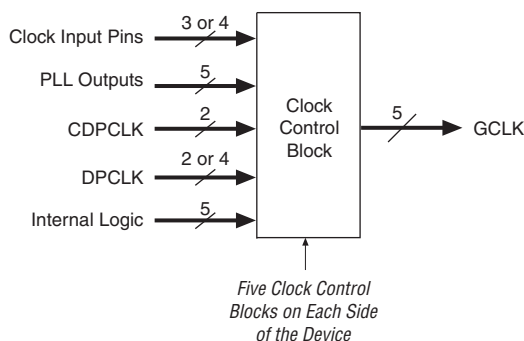 3 or 4
Clock Input Pins
5
PLL Outputs
2
CDPCLK
2 or 4
DPCLK
5
Internal Logic
Clock
Control
Block
5
GCLK
Five Clock Control
Blocks on Each Side
of the Device